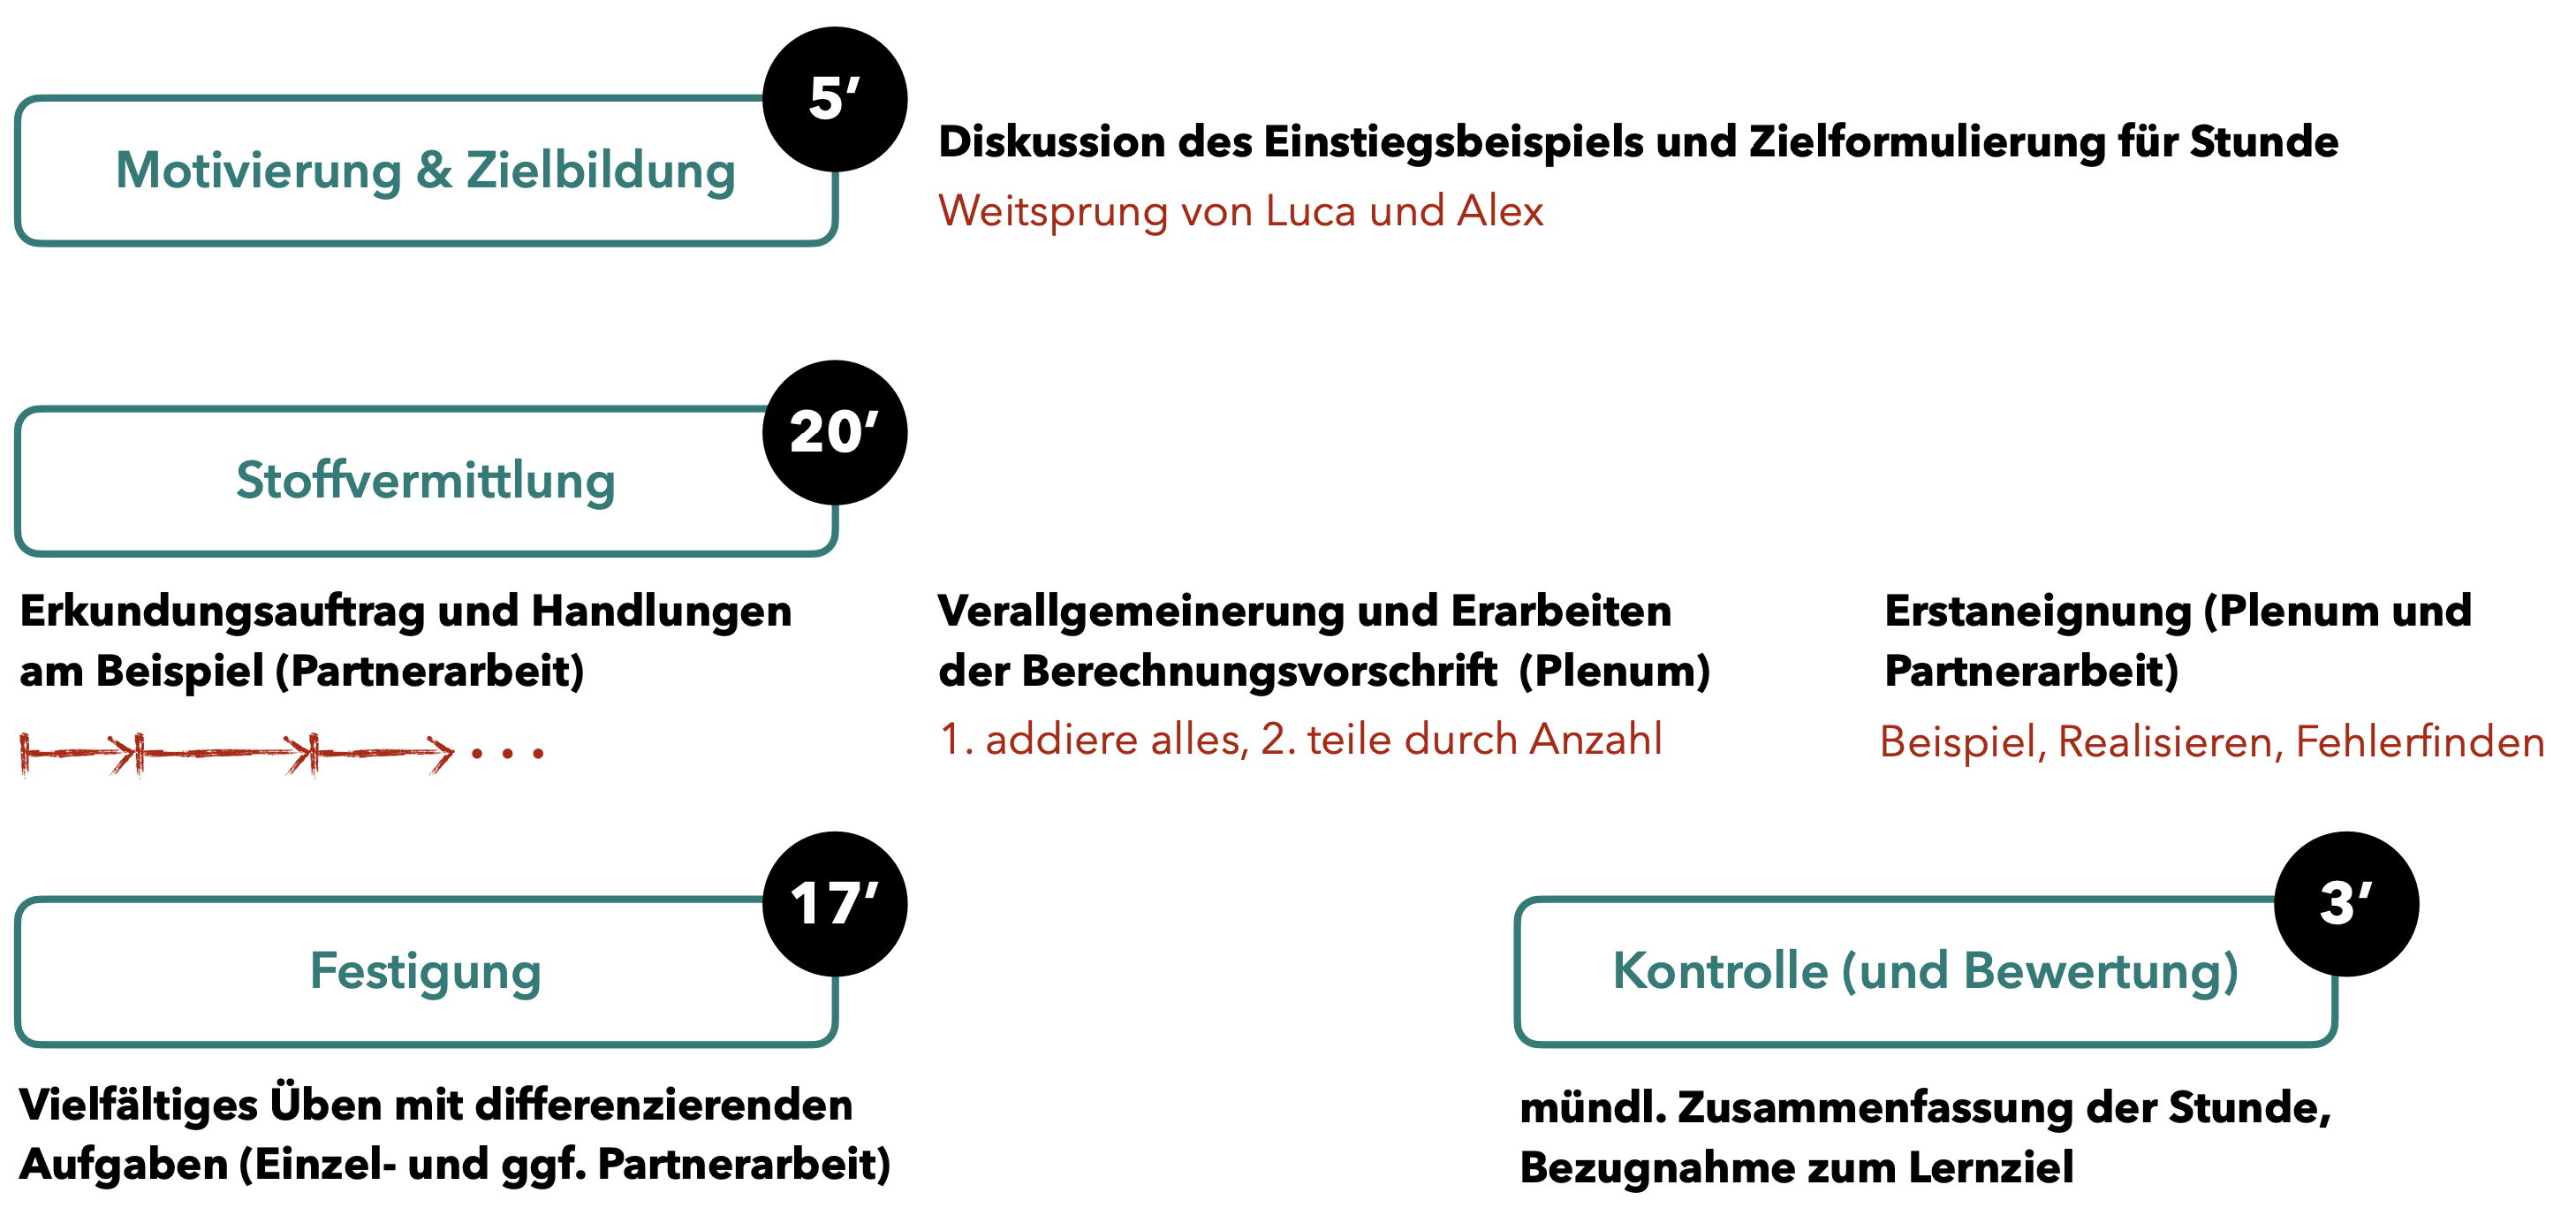 5’
Motivierung & Zielbildung
Diskussion des Einstiegsbeispiels und Zielformulierung für Stunde
Weitsprung von Luca und Alex
20’
Stoffvermittlung
Erkundungsauftrag und Handlungen
am Beispiel (Partnerarbeit)
Verallgemeinerung und Erarbeiten
der Berechnungsvorschrift (Plenum)
1. addiere alles, 2. teile durch Anzahl
Erstaneignung (Plenum und
Partnerarbeit)
Beispiel, Realisieren, Fehlerfinden
17’
Festigung
Vielfältiges Üben mit differenzierenden
Aufgaben (Einzel- und ggf. Partnerarbeit)
3’
Kontrolle (und Bewertung)
mündl. Zusammenfassung der Stunde,
Bezugnahme zum Lernziel